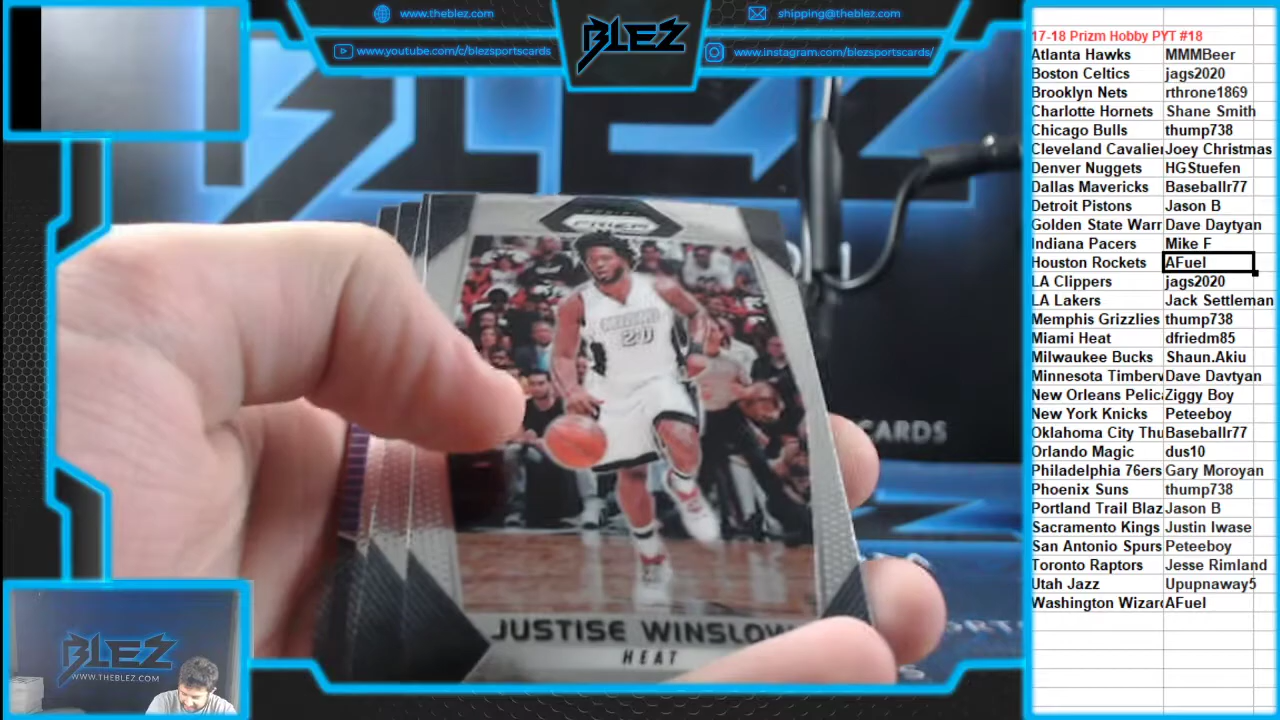 www.theblez.com
shipping@theblez.com
www.youtube.com/c/blezsportscards
www.instagram.com/blezsportscards/
BLEZ
BLEZ
PRIZM
20
JUSTISE WINSLOW
HEAT
CARDS
BLEZ
WWW.THEBLEZ.COM
17-18 Prizm Hobby PYT #18
Atlanta Hawks MMMBeer
Boston Celtics jags2020
Brooklyn Nets rthrone1869
Charlotte Hornets Shane Smith
Chicago Bulls thump738
Cleveland Cavalier Joey Christmas
Denver Nuggets HGStuefen
Dallas Mavericks Baseballr77
Detroit Pistons Jason B
Golden State Warr Dave Daytyan
Indiana Pacers Mike F
Houston Rockets AFuel
LA Clippers jags2020
LA Lakers Jack Settleman
Memphis Grizzlies thump738
Miami Heat dfriedm85
Milwaukee Bucks Shaun.Akiu
Minnesota Timberv Dave Davtyan
New Orleans Pelic Ziggy Boy
New York Knicks Peteeboy
Oklahoma City Thu Baseballr77
Orlando Magic dus10
Philadelphia 76ers Gary Moroyan
Phoenix Suns thump738
Portland Trail Blaz Jason B
Sacramento Kings Justin Iwase
San Antonio Spurs Peteeboy
Toronto Raptors Jesse Rimland
Utah Jazz Upupnaway5
Washington Wizard AFuel